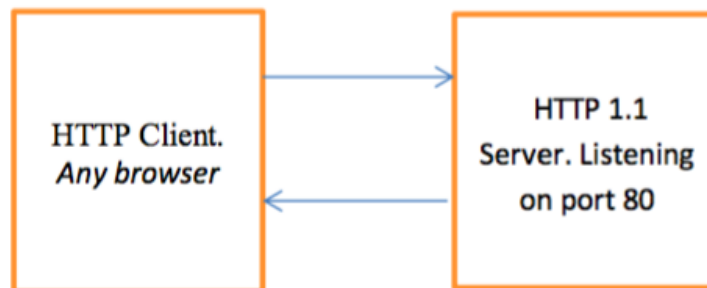 HTTP Client.
Any browser
HTTP 1.1
Server. Listening
on port 80